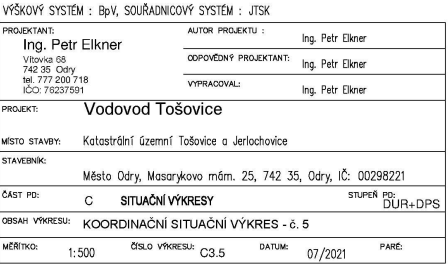 VÝŠKOVÝ SYSTÉM : BpV, SOUŘADNICOVÝ SYSTÉM : JTSK
PROJEKTANT:
Ing. Petr Elkner
Vítovka 68
742 35 Odry
tel. 777 200 718
IČO: 76237591
AUTOR PROJEKTU : Ing. Petr Elkner
ODPOVĚDNÝ PROJEKTANT: Ing. Petr Elkner
VYPRACOVAL: Ing. Petr Elkner
PROJEKT: Vodovod Tošovice
MÍSTO STAVBY: Katastrální územní Tošovice a Jerlochovice
STAVEBNÍK:
Město Odry, Masarykovo mám. 25, 742 35, Odry, IČ: 00298221
ČÁST PD: C SITUAČNÍ VÝKRESY STUPEŇ PD: DUR+DPS
OBSAH VÝKRESU: KOORDINAČNÍ SITUAČNÍ VÝKRES - č. 5
MĚŘÍTKO: 1:500 ČÍSLO VÝKRESU: C3.5 DATUM: 07/2021 PARÉ: